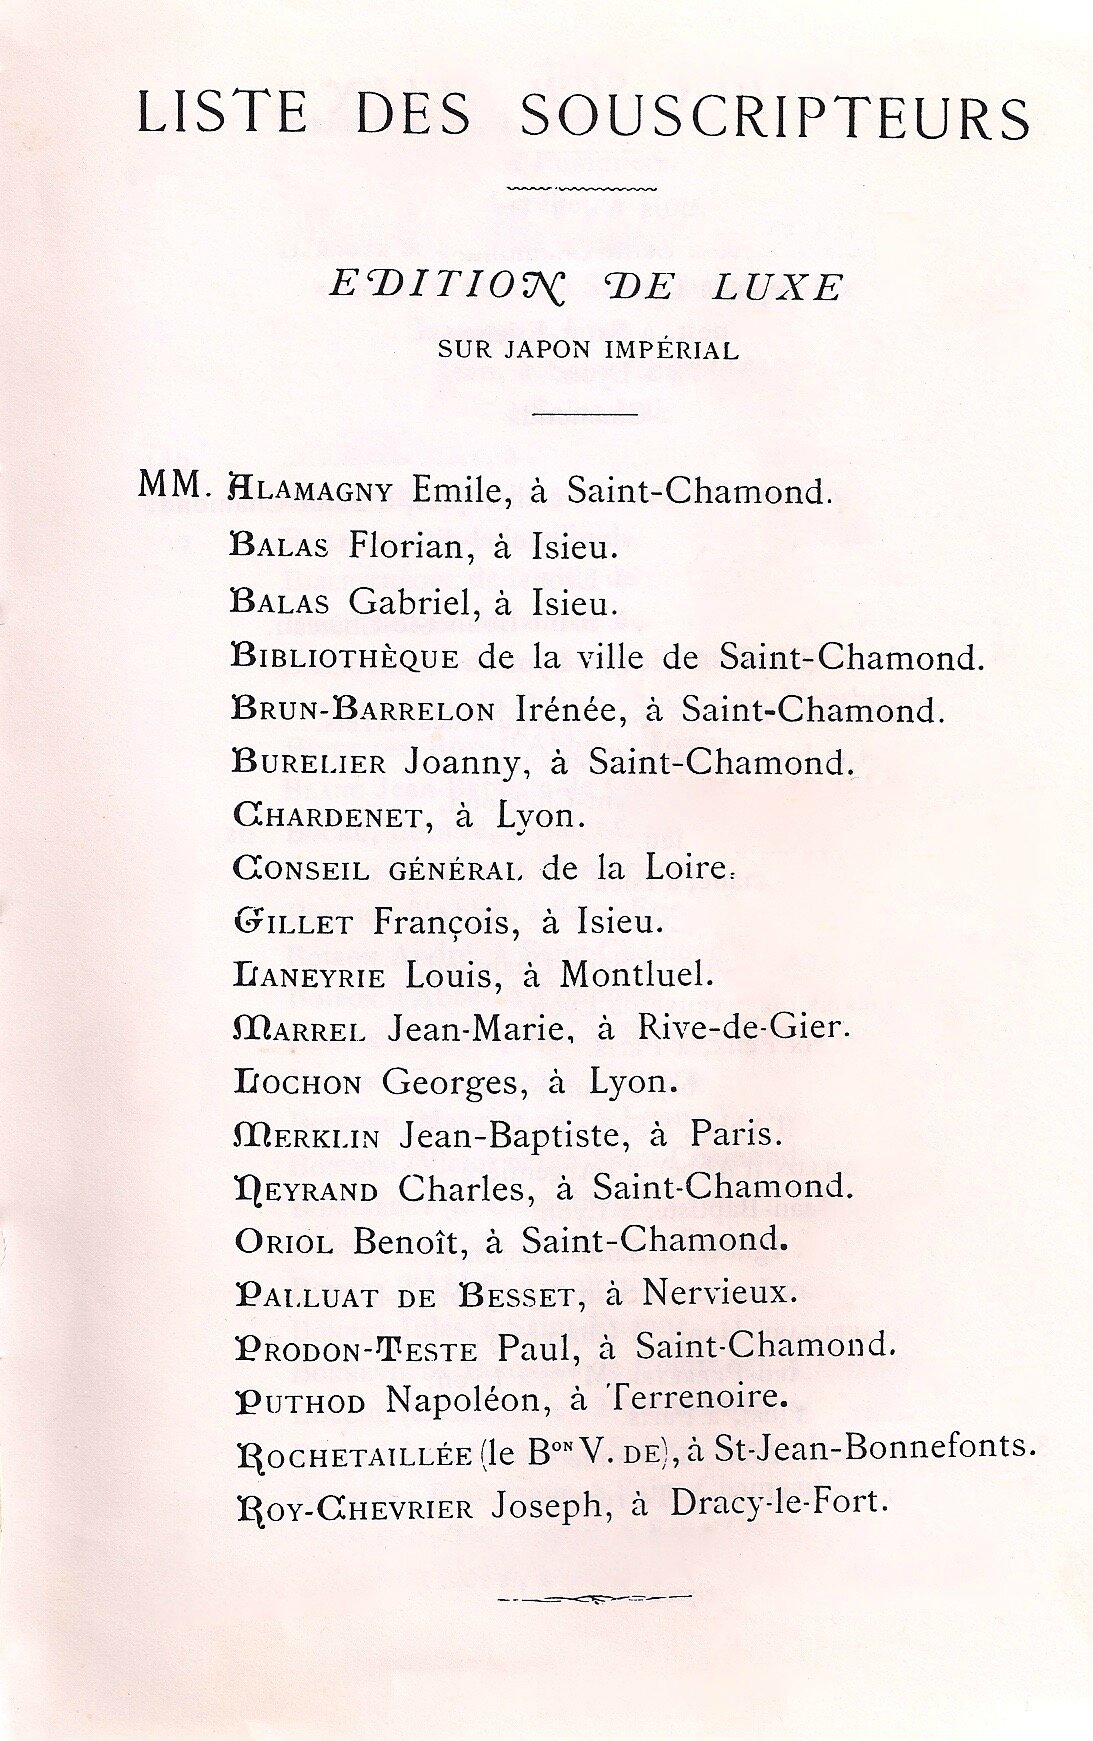 LISTE DES SOUSCRIPTEURS
EDITION DE LUXE
SUR JAPON IMPÉRIAL
MM. ALAMAGNY Emile, à Saint-Chamond.
BALAS Florian, à Isieu.
BALAS Gabriel, à Isieu.
BIBLIOTHÈQUE de la ville de Saint-Chamond.
BRUN-BARRELON Irénée, à Saint-Chamond.
BURELIER Joanny, à Saint-Chamond.
CHARDENET, à Lyon.
CONSEIL GÉNÉRAL de la Loire.
GILLET François, à Isieu.
LANEYRIE Louis, à Montluel.
MARREL Jean-Marie, à Rive-de-Gier.
LOCHON Georges, à Lyon.
MERKLIN Jean-Baptiste, à Paris.
NEYRAND Charles, à Saint-Chamond.
ORIOL Benoît, à Saint-Chamond.
PALLUAT DE BESSET, à Nervieux.
PRODON-TESTE Paul, à Saint-Chamond.
PUTHOD Napoléon, à Terrenoire.
ROCHETAILLÉE (le Bᵒᴺ V. DE), à St-Jean-Bonnefonts.
ROY-CHEVRIER Joseph, à Dracy-le-Fort.